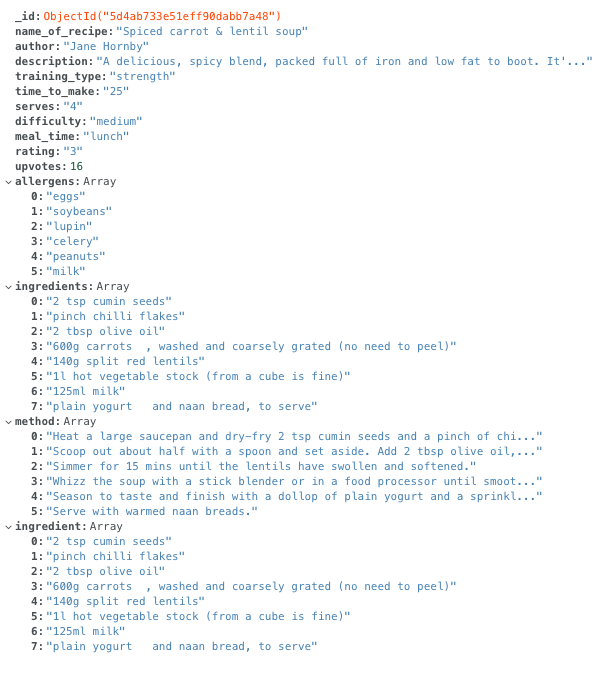 _id: ObjectId("5d4ab733e51eff90dabb7a48")
name_of_recipe: "Spiced carrot & lentil soup"
author: "Jane Hornby"
description: "A delicious, spicy blend, packed full of iron and low fat to boot. It'..."
training_type: "strength"
time_to_make: "25"
serves: "4"
difficulty: "medium"
meal_time: "lunch"
rating: "3"
upvotes: 16
allergens: Array
0: "eggs"
1: "soybeans"
2: "lupin"
3: "celery"
4: "peanuts"
5: "milk"
ingredients: Array
0: "2 tsp cumin seeds"
1: "pinch chilli flakes"
2: "2 tbsp olive oil"
3: "600g carrots  , washed and coarsely grated (no need to peel)"
4: "140g split red lentils"
5: "1l hot vegetable stock (from a cube is fine)"
6: "125ml milk"
7: "plain yogurt   and naan bread, to serve"
method: Array
0: "Heat a large saucepan and dry-fry 2 tsp cumin seeds and a pinch of chi..."
1: "Scoop out about half with a spoon and set aside. Add 2 tbsp olive oil,..."
2: "Simmer for 15 mins until the lentils have swollen and softened."
3: "Whizz the soup with a stick blender or in a food processor until smoot..."
4: "Season to taste and finish with a dollop of plain yogurt and a sprinkl..."
5: "Serve with warmed naan breads."
ingredient: Array
0: "2 tsp cumin seeds"
1: "pinch chilli flakes"
2: "2 tbsp olive oil"
3: "600g carrots  , washed and coarsely grated (no need to peel)"
4: "140g split red lentils"
5: "1l hot vegetable stock (from a cube is fine)"
6: "125ml milk"
7: "plain yogurt   and naan bread, to serve"